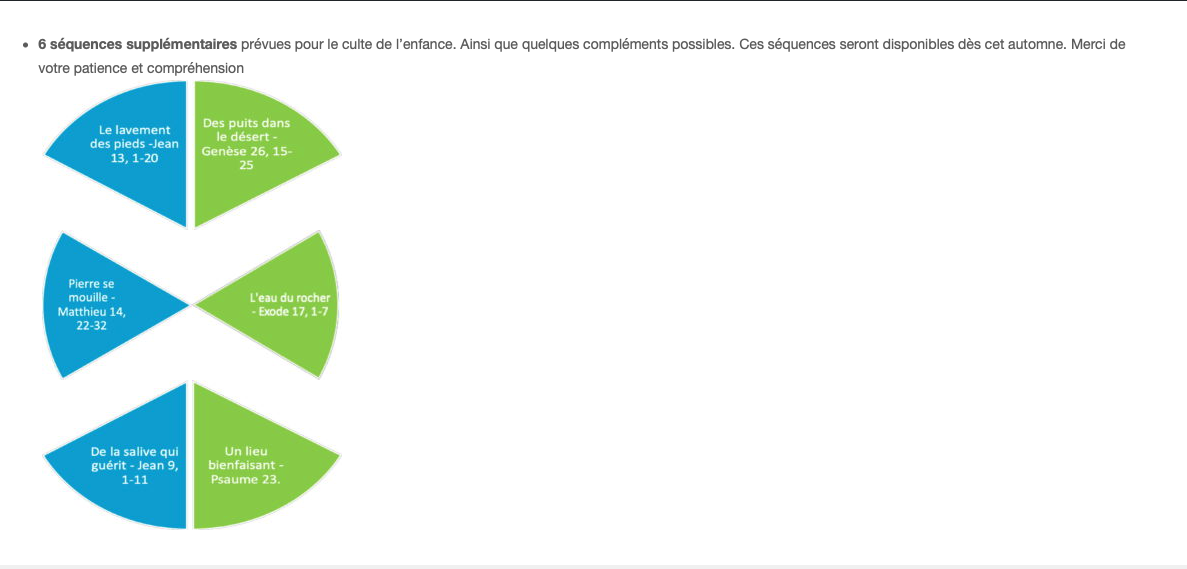 • 6 séquences supplémentaires prévues pour le culte de l'enfance. Ainsi que quelques compléments possibles. Ces séquences seront disponibles dès cet automne. Merci de
votre patience et compréhension
Le lavement
des pieds -Jean
13, 1-20
Des puits dans
le désert -
Genèse 26, 15-
25
Pierre se
mouille -
Matthieu 14,
22-32
L'eau du rocher
- Exode 17, 1-7
De la salive qui
guérit - Jean 9,
1-11
Un lieu
bienfaisant -
Psaume 23.